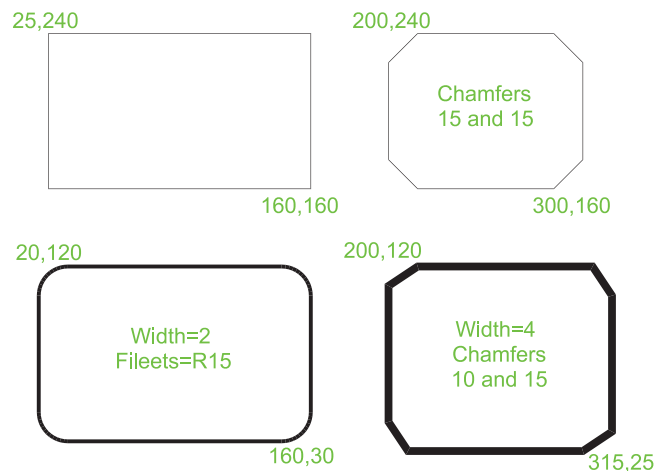 25,240
200,240
Chamfers
15 and 15
160,160
300,160
20,120
200,120
Width=2
Fileets=R15
Width=4
Chamfers
10 and 15
160,30
315,25